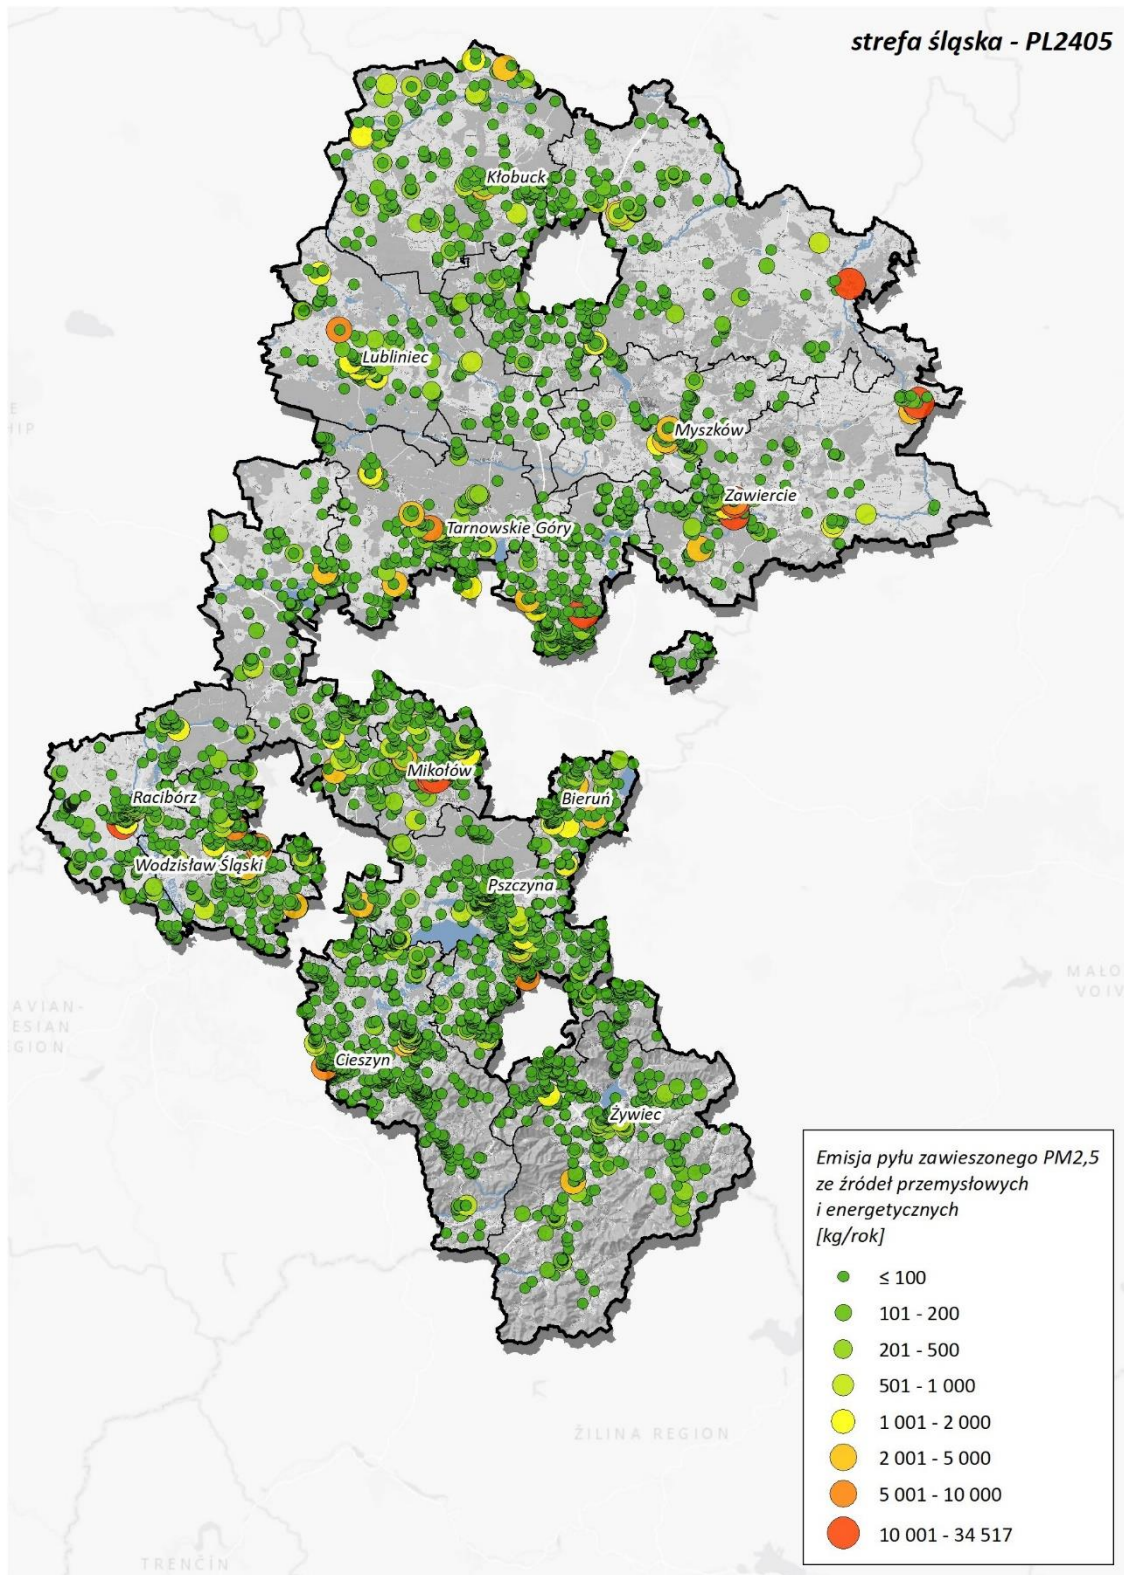 strefa śląska - PL2405
Kłobuck
Lubliniec
E
HIP
Myszków
Zawiercie
Tarnowskie Góry
Mikołów
Racibórz
Bieruń
Wodzisław Śląski
Pszczyna
MAŁO
VOIV
AVIAN-
ESIAN
GION
Cieszyn
Żywiec
Emisja pyłu zawieszonego PM2,5
ze źródeł przemysłowych
i energetycznych
[kg/rok]
≤ 100
101 - 200
201 - 500
501 - 1 000
1 001 - 2 000
2 001 - 5 000
5 001 - 10 000
10 001 - 34 517
ŽILINA REGION
TRENČÍN